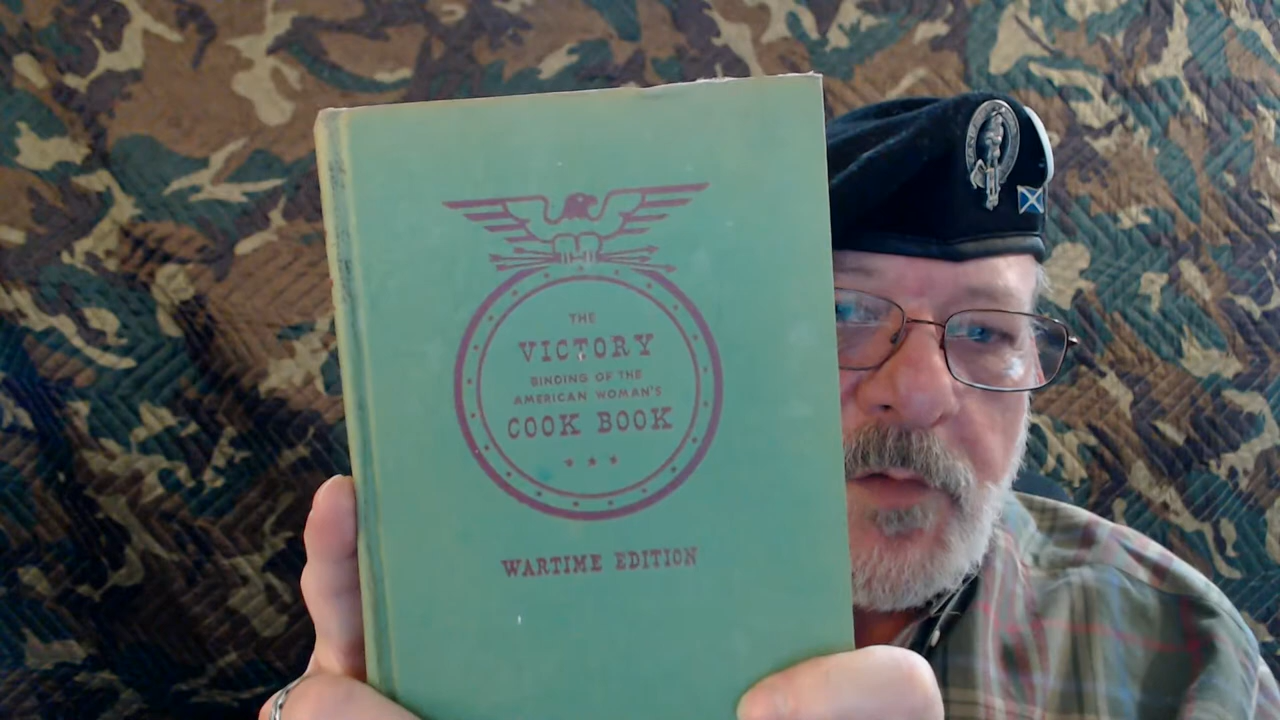 THE
VICTORY
BINDING OF THE
AMERICAN WOMAN'S
COOK BOOK
WARTIME EDITION